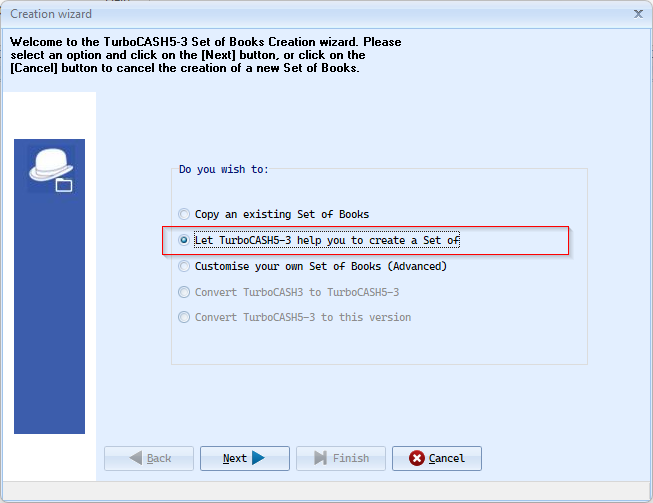 Creation wizard
Welcome to the TurboCASH5-3 Set of Books Creation wizard. Please
select an option and click on the [Next] button, or click on the
[Cancel] button to cancel the creation of a new Set of Books.
Do you wish to:
Copy an existing Set of Books
Let TurboCASH5-3 help you to create a Set of
Customise your own Set of Books (Advanced)
Convert TurboCASH3 to TurboCASH5-3
Convert TurboCASH5-3 to this version
Back Next Finish Cancel